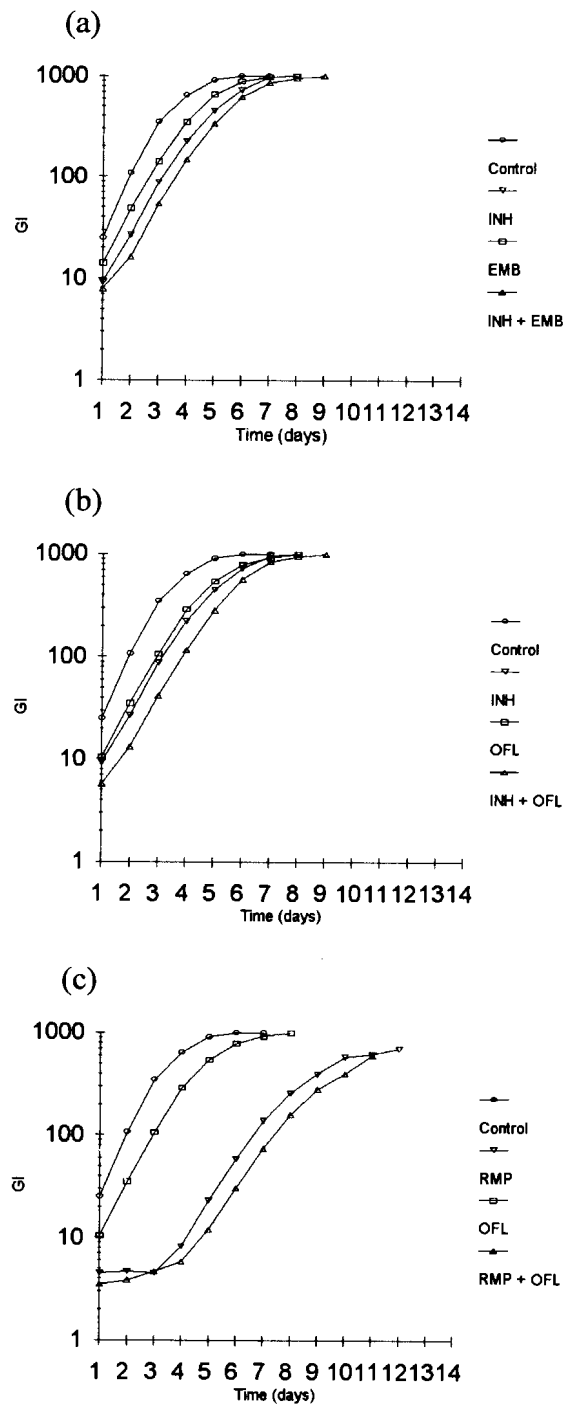 (a)
1000
100
10
1
GI
1 2 3 4 5 6 7 8 9 10 11 12 13 14
Time (days)
Control
INH
EMB
INH + EMB
(b)
1000
100
10
1
GI
1 2 3 4 5 6 7 8 9 10 11 12 13 14
Time (days)
Control
INH
OFL
INH + OFL
(c)
1000
100
10
1
GI
1 2 3 4 5 6 7 8 9 10 11 12 13 14
Time (days)
Control
RMP
OFL
RMP + OFL